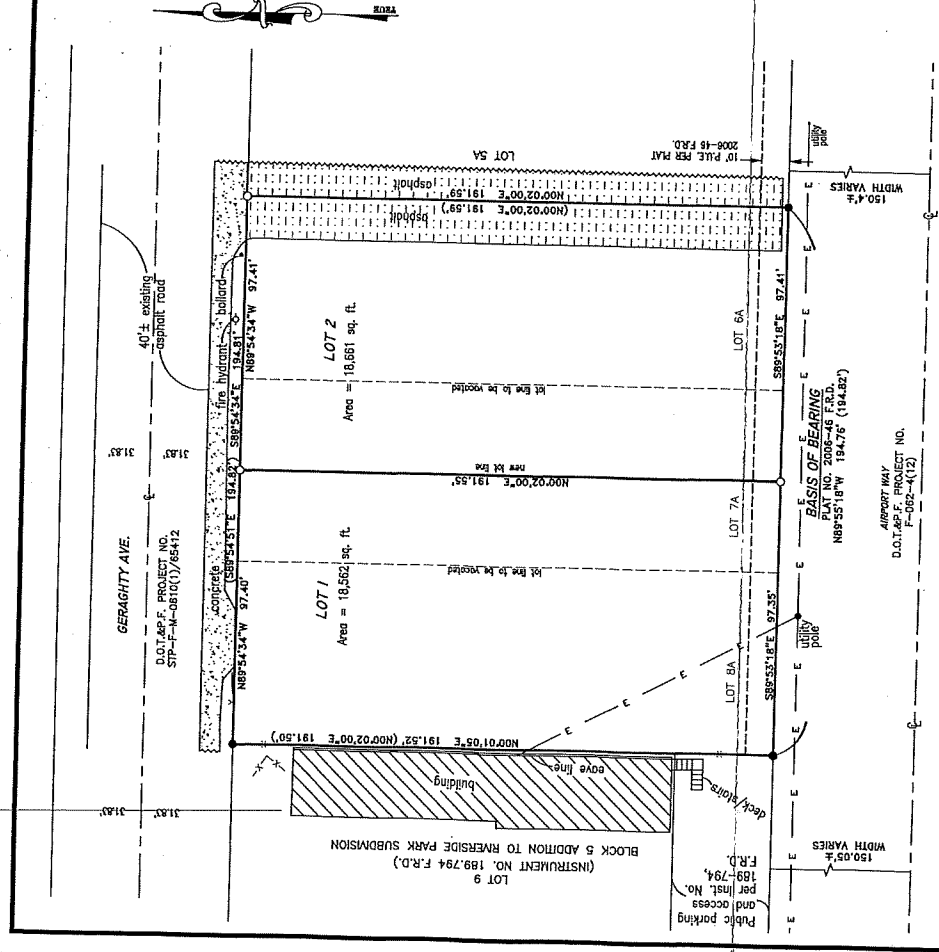 TRUE
GERAGHTY AVE.
D.O.T.&P.F. PROJECT NO.
STP-F-M-0610(1)/65412
31.83'
31.83'
31.83'
31.83'
40'± existing
asphalt road
concrete
fire hydrant
bollard
(S89°54'51"E 194.82')
S89°54'34"E 194.81'
N89°54'34"W 97.40'
N89°54'34"W 97.41'
LOT 5A
asphalt
N00°02'00"E 191.59'
(N00°02'00"E 191.59')
asphalt
10' P.U.E. PER PLAT
2006-46 F.R.D.
utility
pole
LOT 2
Area = 18,661 sq. ft.
lot line to be vacated
LOT 6A
N00°02'00"E 191.55'
new lot line
LOT 7A
LOT 1
Area = 18,562 sq. ft.
lot line to be vacated
LOT 8A
S89°53'18"E 97.41'
S89°53'18"E 97.35'
utility
pole
N00°01'05"E 191.52' (N00°02'00"E 191.50')
eave line
building
deck/stairs
LOT 9
(INSTRUMENT NO. 189,794 F.R.D.)
BLOCK 5 ADDITION TO RIVERSIDE PARK SUBDIVISION
Public parking
and access
per Inst. No.
189-794,
F.R.D.
BASIS OF BEARING
PLAT NO. 2006-46 F.R.D.
N89°55'18"W 194.76' (194.82')
AIRPORT WAY
D.O.T.&P.F. PROJECT NO.
F-062-4(12)
150.4'±
WIDTH VARIES
150.05'±
WIDTH VARIES
E
E
E
E
E
E
E
E
E
E
E
E